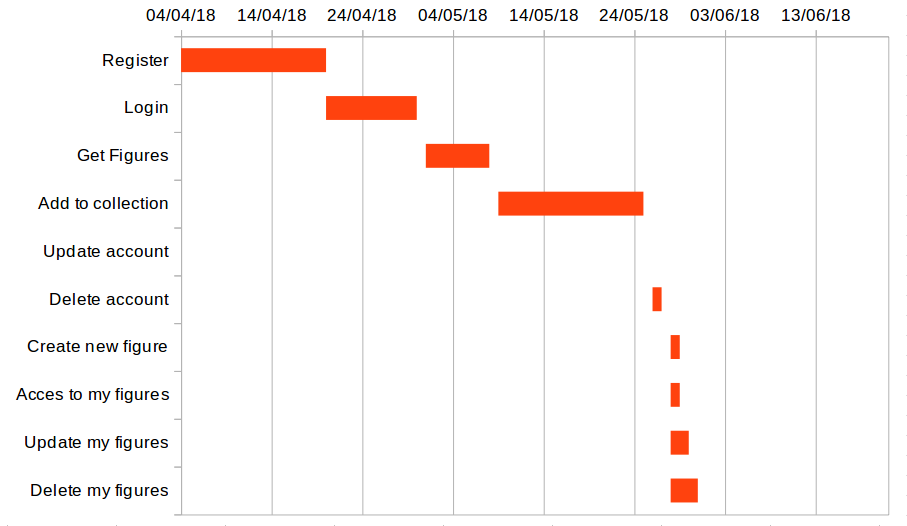 04/04/18 14/04/18 24/04/18 04/05/18 14/05/18 24/05/18 03/06/18 13/06/18
Register
Login
Get Figures
Add to collection
Update account
Delete account
Create new figure
Acces to my figures
Update my figures
Delete my figures